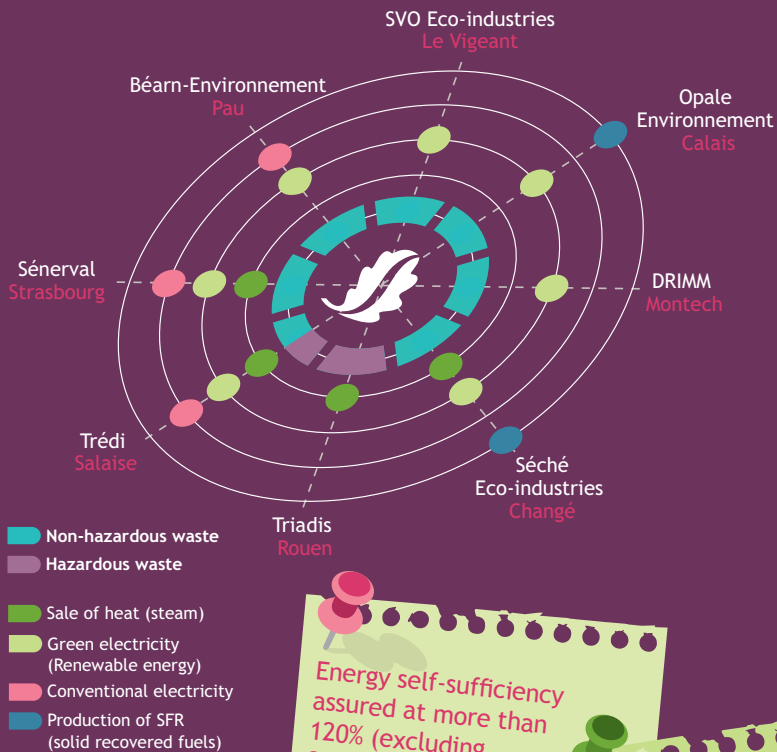 SVO Eco-industries
Le Vigeant
Béarn-Environnement
Pau
Opale
Environnement
Calais
Sénerval
Strasbourg
DRIMM
Montech
Trédi
Salaise
Séché
Eco-industries
Changé
Triadis
Rouen
Non-hazardous waste
Hazardous waste
Sale of heat (steam)
Green electricity
(Renewable energy)
Conventional electricity
Production of SFR
(solid recovered fuels)
Energy self-sufficiency
assured at more than
120% (excluding